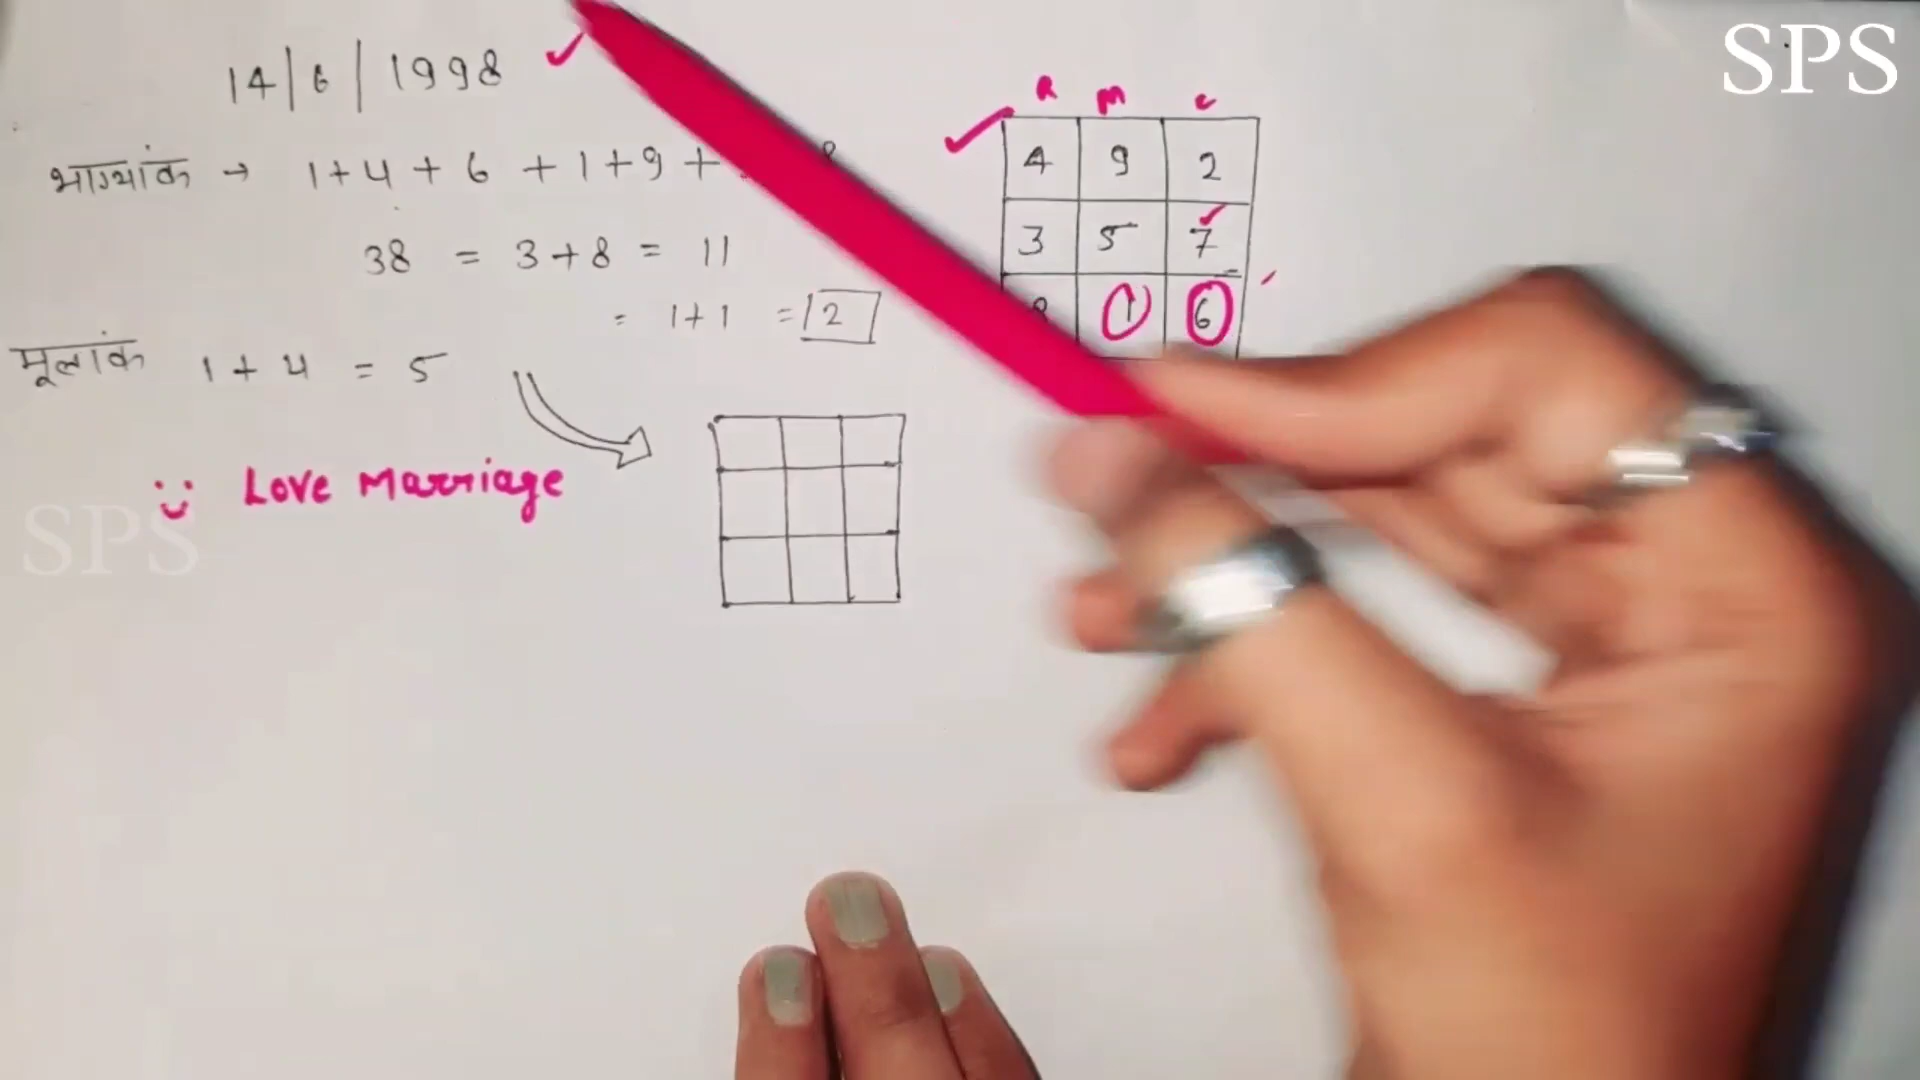 SPS
14/6/1998
R M C
भाग्यांक → 1+4+6+1+9+
4 9 2
38 = 3+8 = 11
3 5 7
= 1+1 = 2
1 6
मूलांक 1+4 = 5
Love Marriage
SPS